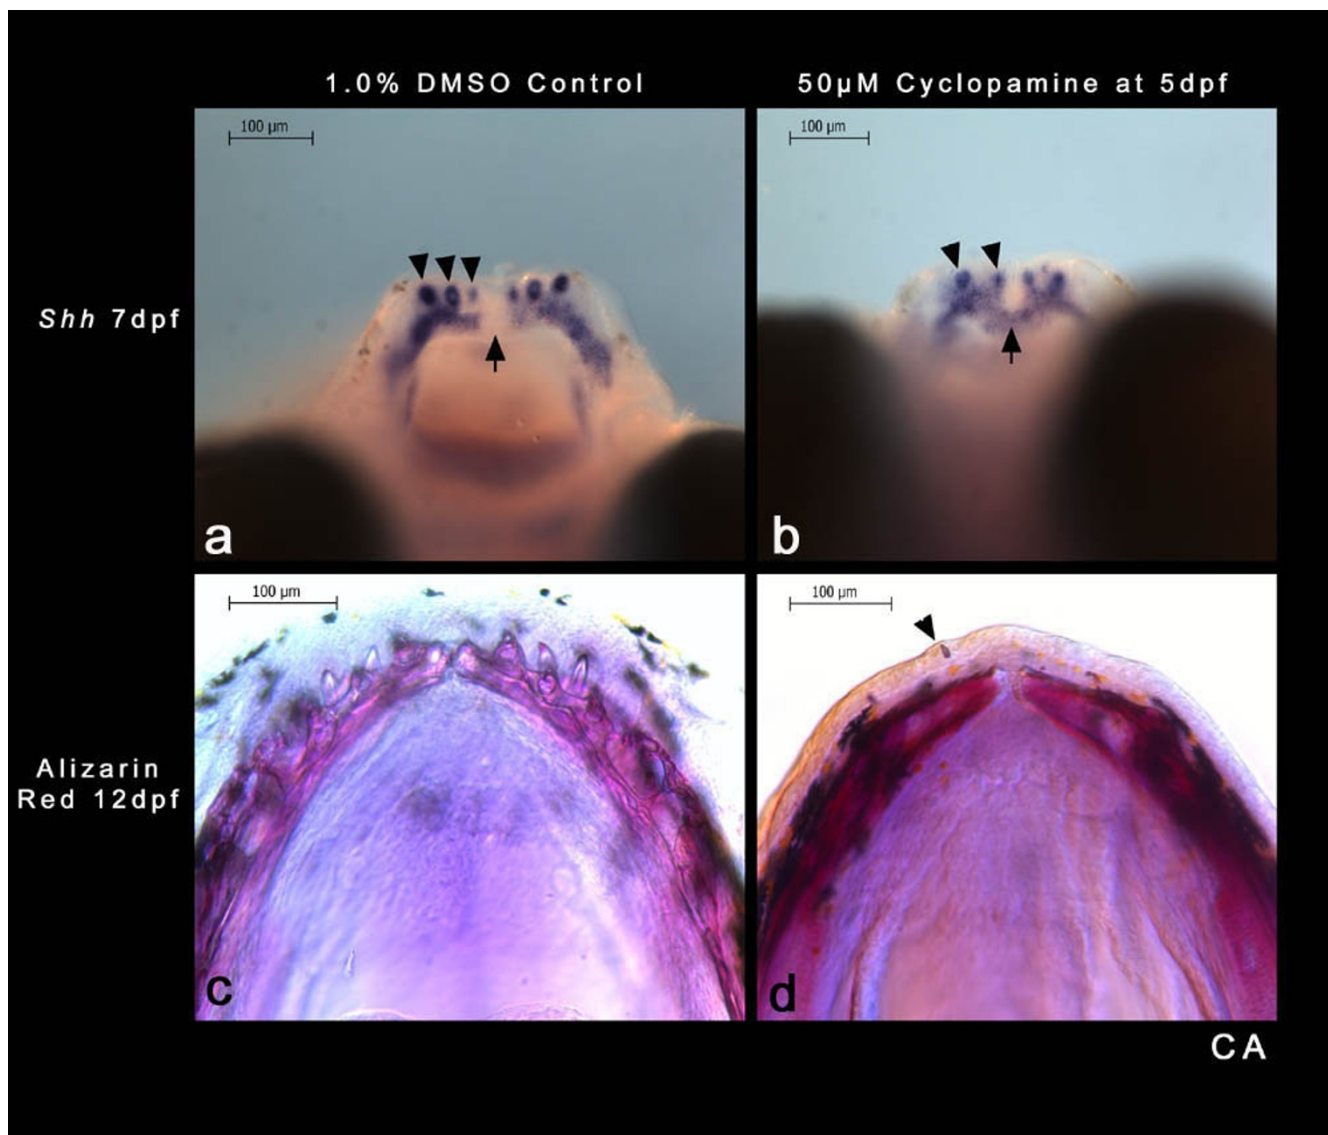 1.0% DMSO Control
50µM Cyclopamine at 5dpf
100 µm
100 µm
Shh 7dpf
a
b
100 µm
100 µm
Alizarin
Red 12dpf
c
d
CA